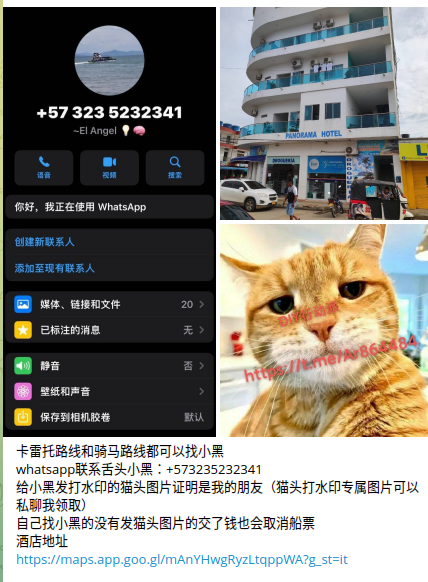 +57 323 5232341
~El Angel
语音
视频
搜索
你好，我正在使用 WhatsApp
创建新联系人
添加至现有联系人
媒体、链接和文件 20
已标注的消息 无
静音 否
壁纸和声音
保存到相机胶卷 默认
PANORAMA HOTEL
DROGUERIA
https://t.me/Ai864484
卡雷托路线和骑马路线都可以找小黑
whatsapp联系舌头小黑：+573235232341
给小黑发打水印的猫头图片证明是我的朋友（猫头打水印专属图片可以
私聊我领取）
自己找小黑的没有发猫头图片的交了钱也会取消船票
酒店地址
https://maps.app.goo.gl/mAnYHwgRyzLtqppWA?g_st=it